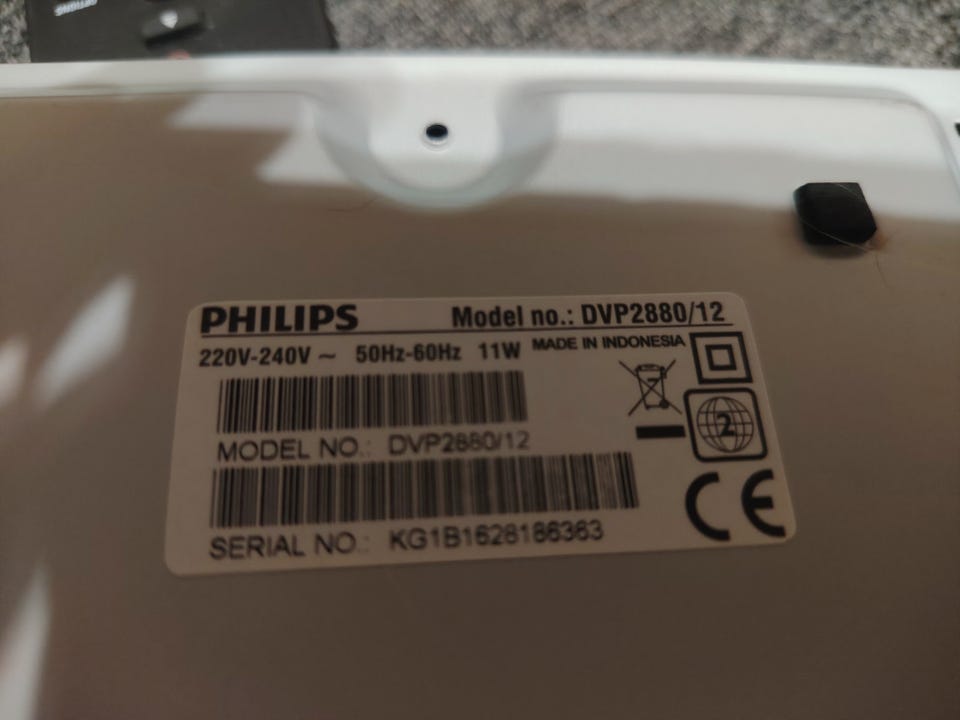 OPTIONS
PHILIPS Model no.: DVP2880/12
220V-240V ~ 50Hz-60Hz 11W MADE IN INDONESIA
2
MODEL NO.: DVP2880/12
CE
SERIAL NO.: KG1B1628186363